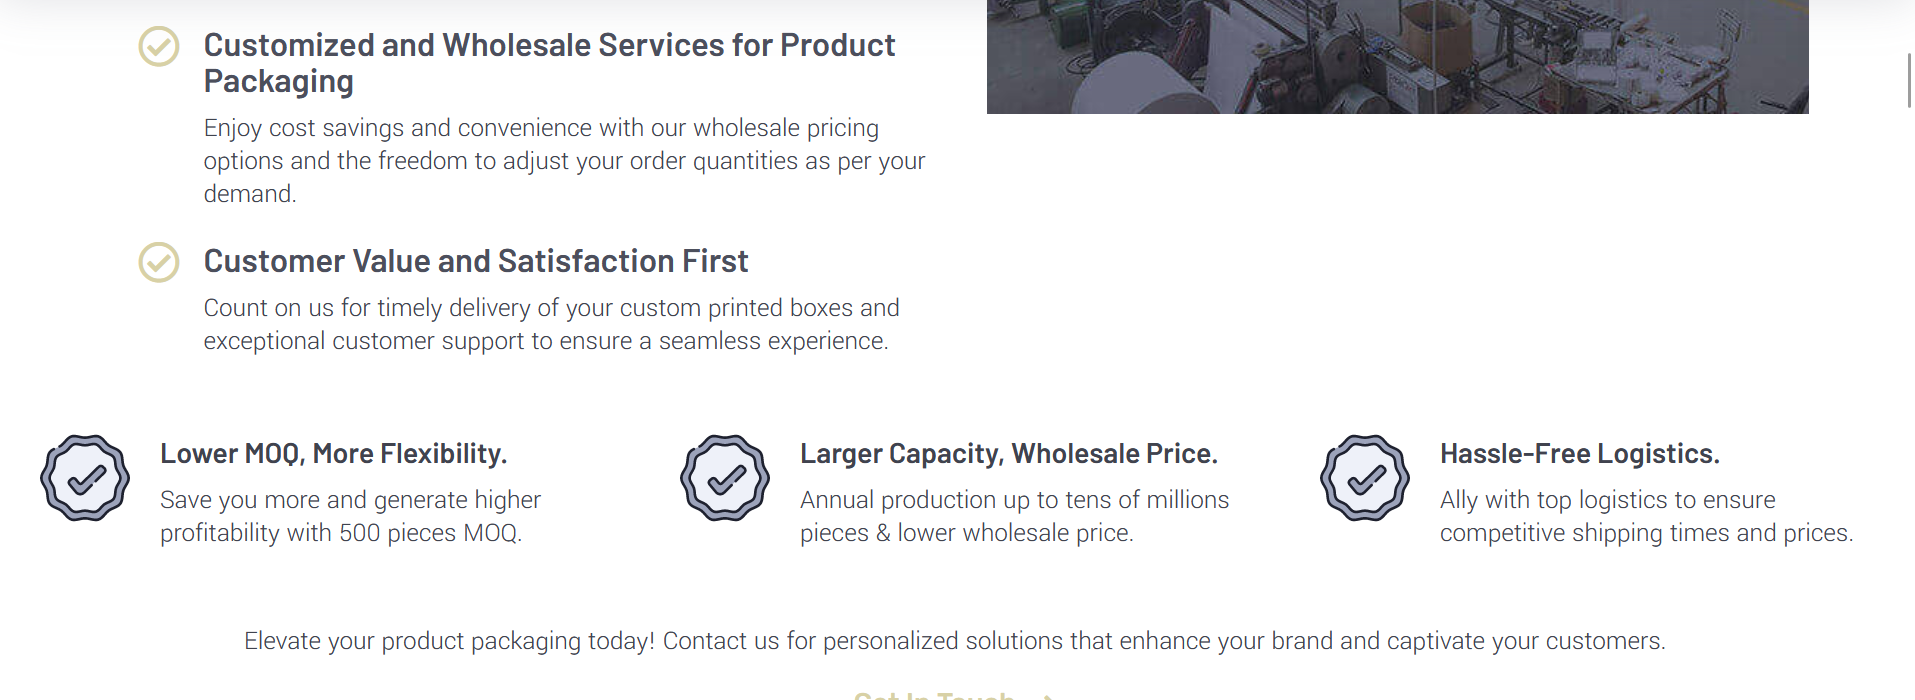 Customized and Wholesale Services for Product
Packaging
Enjoy cost savings and convenience with our wholesale pricing
options and the freedom to adjust your order quantities as per your
demand.
Customer Value and Satisfaction First
Count on us for timely delivery of your custom printed boxes and
exceptional customer support to ensure a seamless experience.
Lower MOQ, More Flexibility.
Save you more and generate higher
profitability with 500 pieces MOQ.
Larger Capacity, Wholesale Price.
Annual production up to tens of millions
pieces & lower wholesale price.
Hassle-Free Logistics.
Ally with top logistics to ensure
competitive shipping times and prices.
Elevate your product packaging today! Contact us for personalized solutions that enhance your brand and captivate your customers.
Get In Touch